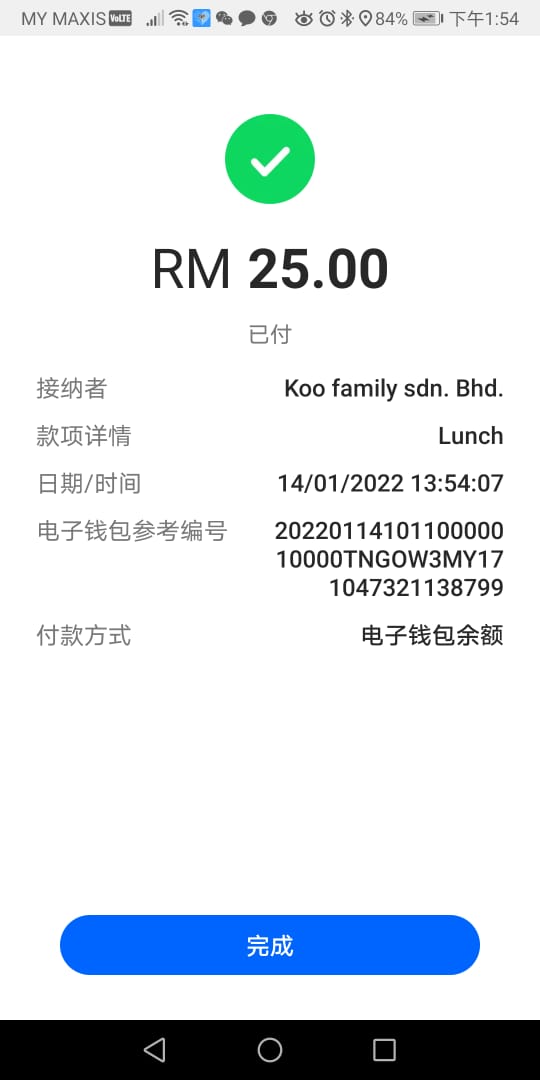 MY MAXIS VoLTE 84% 下午1:54
RM 25.00
已付
接纳者 Koo family sdn. Bhd.
款项详情 Lunch
日期/时间 14/01/2022 13:54:07
电子钱包参考编号 20220114101100000
10000TNGOW3MY17
1047321138799
付款方式 电子钱包余额
完成